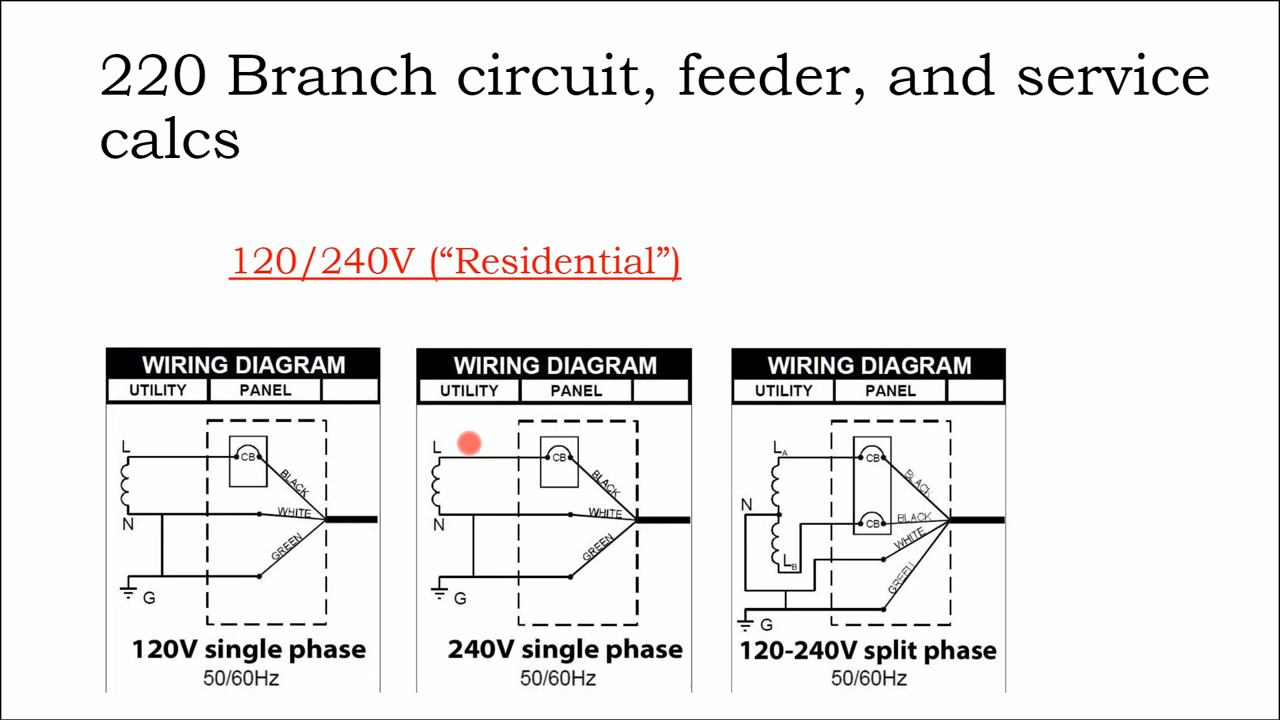 220 Branch circuit, feeder, and service
calcs
120/240V (“Residential”)
WIRING DIAGRAM
UTILITY PANEL
L
CB
BLACK
WHITE
N
GREEN
G
120V single phase
50/60Hz
WIRING DIAGRAM
UTILITY PANEL
L
CB
BLACK
WHITE
N
GREEN
G
240V single phase
50/60Hz
WIRING DIAGRAM
UTILITY PANEL
LA
CB
BLACK
N
CB
BLACK
WHITE
LB
GREEN
G
120-240V split phase
50/60Hz